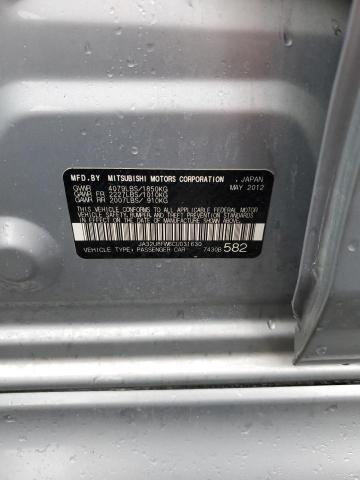 MFD.BY MITSUBISHI MOTORS CORPORATION , JAPAN
GVWR 4079LBS/1850KG MAY 2012
GAWR FR 2227LBS/1010KG
GAWR RR 2007LBS/ 910KG
THIS VEHICLE CONFORMS TO ALL APPLICABLE FEDERAL MOTOR
VEHICLE SAFETY AND THEFT PREVENTION STANDARDS
IN EFFECT ON THE DATE OF MANUFACTURE SHOWN ABOVE.
VEHICLE TYPE: PASSENGER CAR 7430B 582